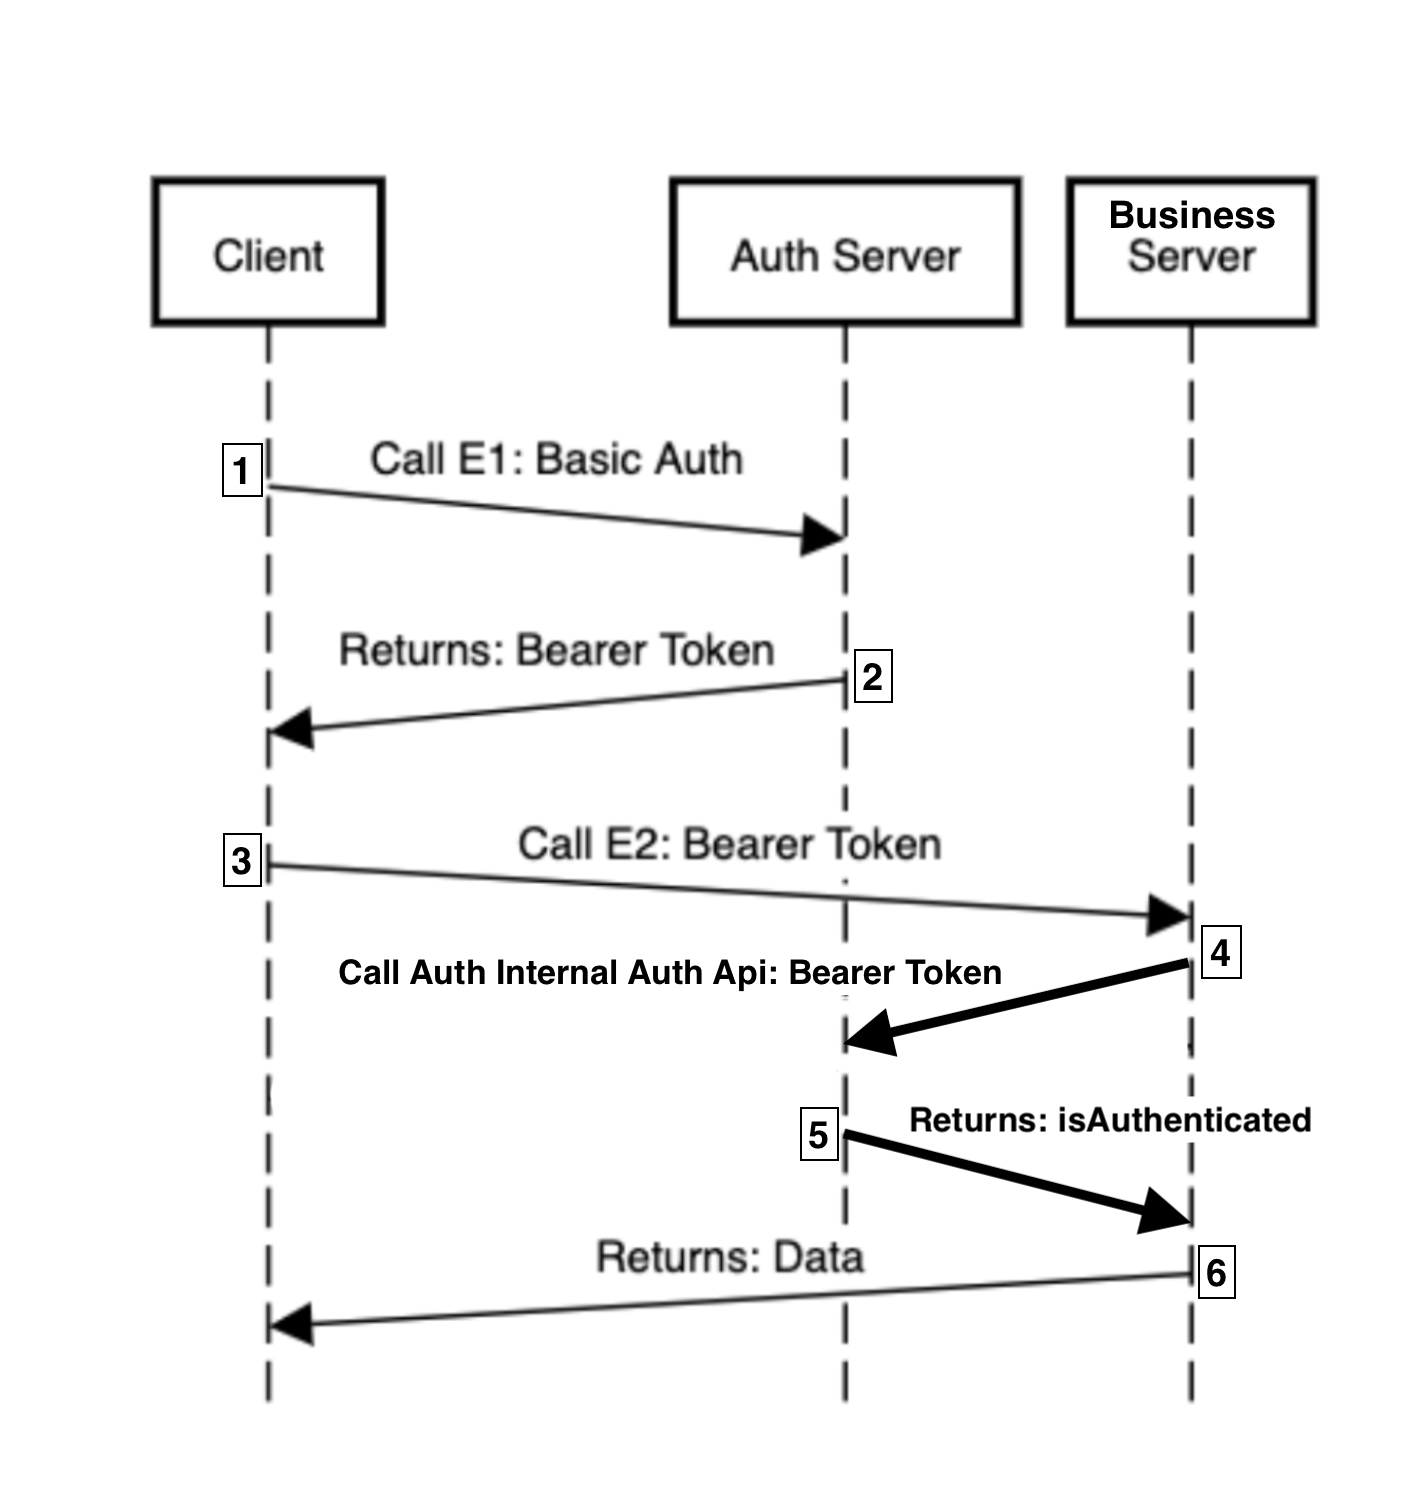 Client
Auth Server
Business
Server
1
Call E1: Basic Auth
Returns: Bearer Token
2
Call E2: Bearer Token
3
4
Call Auth Internal Auth Api: Bearer Token
5
Returns: isAuthenticated
Returns: Data
6